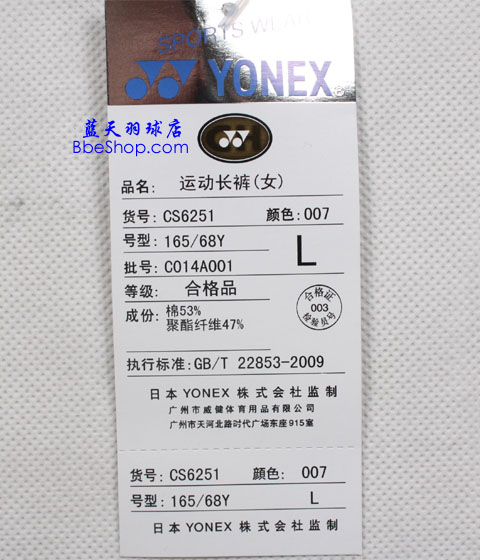 SPORTS WEAR
YONEX®
蓝天羽球店
BbeShop.com
品名: 运动长裤(女)
货号: CS6251 颜色: 007
号型: 165/68Y L
批号: C014A001
等级: 合格品
成份: 棉53%
聚酯纤维47%
合格证
003
检验员号
执行标准: GB/T 22853-2009
日本 YONEX 株式会社监制
广州市威健体育用品有限公司
广州市天河北路时代广场东座915室
货号: CS6251 颜色: 007
号型: 165/68Y L
日本 YONEX 株式会社监制